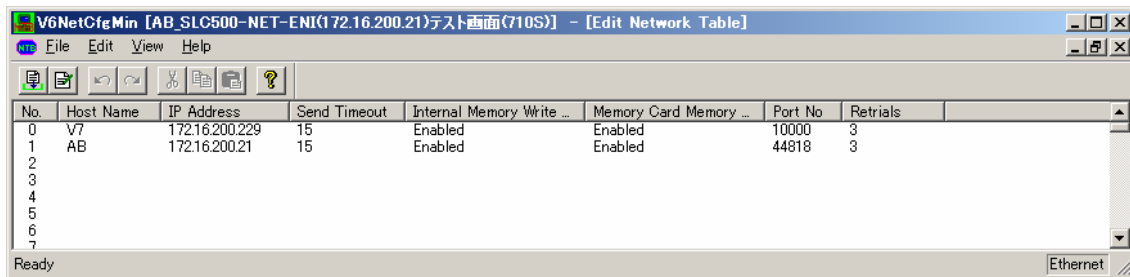 V6NetCfgMin [AB_SLC500-NET-ENI(172.16.200.21)テスト画面(710S)] - [Edit Network Table]
NTB File Edit View Help
No. Host Name IP Address Send Timeout Internal Memory Write ... Memory Card Memory ... Port No Retrials
0 V7 172.16.200.229 15 Enabled Enabled 10000 3
1 AB 172.16.200.21 15 Enabled Enabled 44818 3
2
3
4
5
6
7
Ready Ethernet